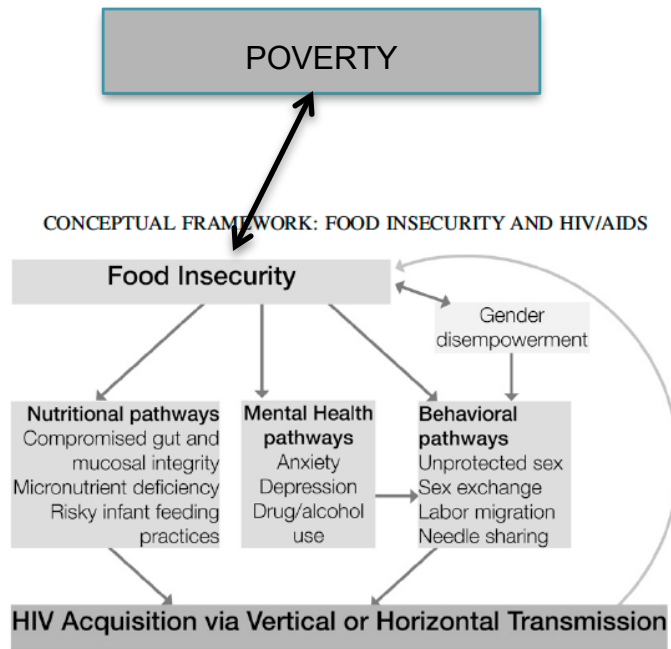 POVERTY
CONCEPTUAL FRAMEWORK: FOOD INSECURITY AND HIV/AIDS
Food Insecurity
Gender
disempowerment
Nutritional pathways
Compromised gut and
mucosal integrity
Micronutrient deficiency
Risky infant feeding
practices
Mental Health
pathways
Anxiety
Depression
Drug/alcohol
use
Behavioral
pathways
Unprotected sex
Sex exchange
Labor migration
Needle sharing
HIV Acquisition via Vertical or Horizontal Transmission